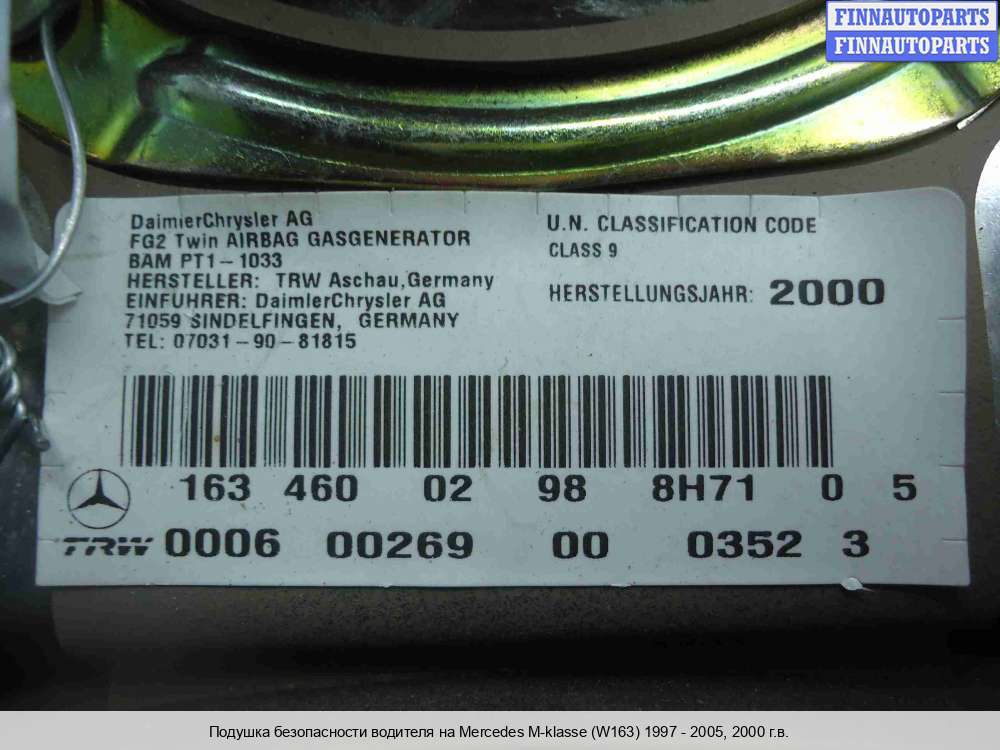 FINNAUTOPARTS
FINNAUTOPARTS
DaimlerChrysler AG
FG2 Twin AIRBAG GASGENERATOR
BAM PT1-1033
HERSTELLER: TRW Aschau,Germany
EINFUHRER: DaimlerChrysler AG
71059 SINDELFINGEN, GERMANY
TEL: 07031-90-81815
U.N. CLASSIFICATION CODE
CLASS 9
HERSTELLUNGSJAHR: 2000
163 460 02 98 8H71 0 5
TRW 0006 00269 00 0352 3
Подушка безопасности водителя на Mercedes M-klasse (W163) 1997 - 2005, 2000 г.в.